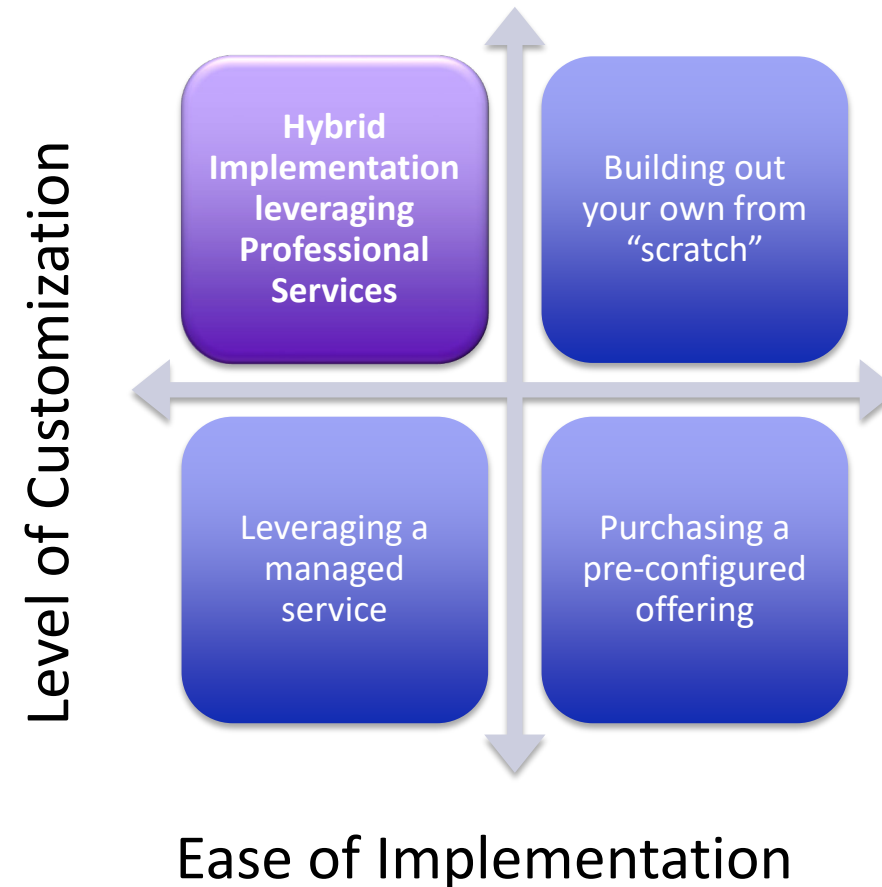 Level of Customization
Hybrid
Implementation
leveraging
Professional
Services
Building out
your own from
“scratch”
Leveraging a
managed
service
Purchasing a
pre-configured
offering
Ease of Implementation